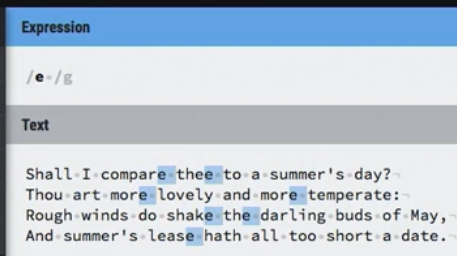 Expression
/e /g
Text
Shall I compare thee to a summer's day?
Thou art more lovely and more temperate:
Rough winds do shake the darling buds of May,
And summer's lease hath all too short a date.